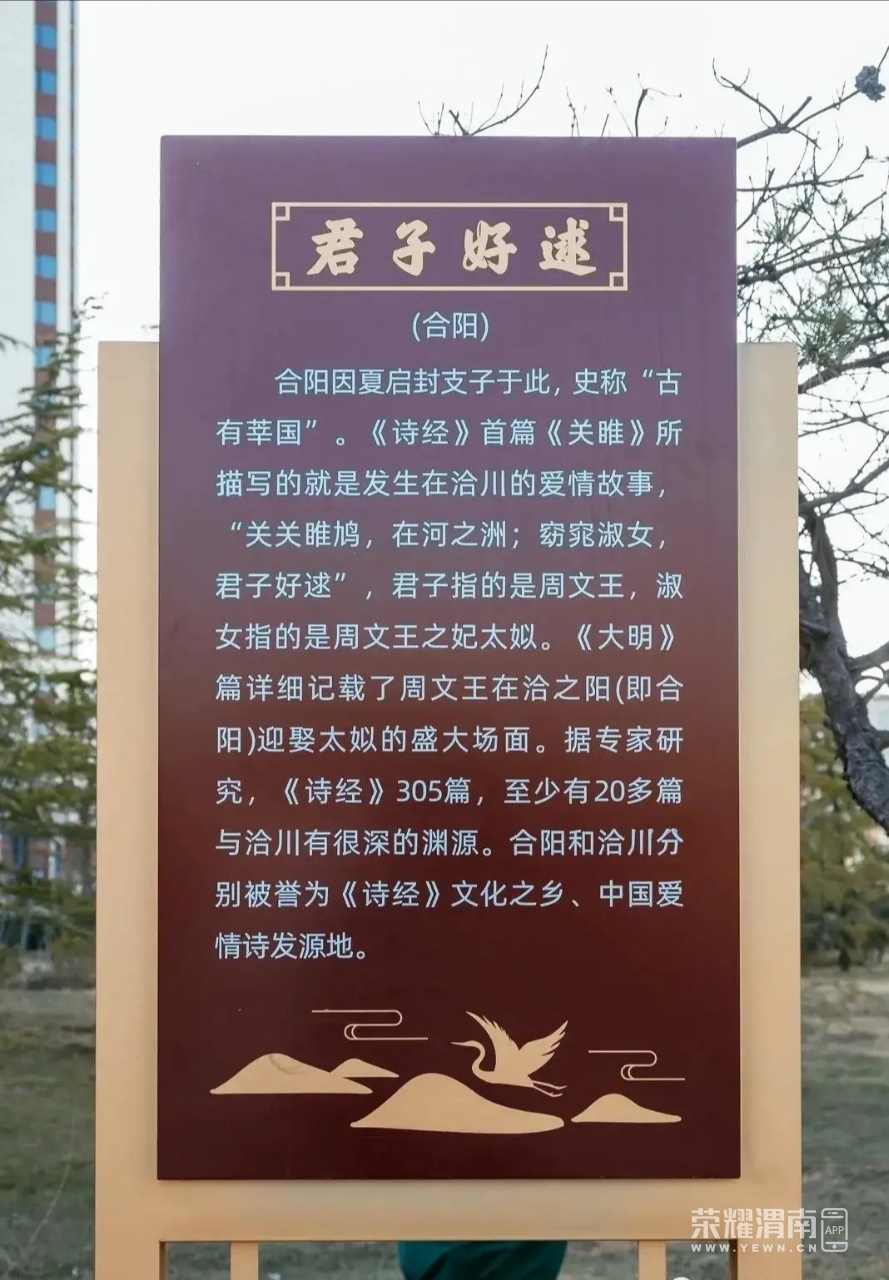 君子好逑
(合阳)
合阳因夏启封支子于此，史称“古
有莘国”。《诗经》首篇《关雎》所
描写的就是发生在洽川的爱情故事，
“关关雎鸠，在河之洲；窈窕淑女，
君子好逑”，君子指的是周文王，淑
女指的是周文王之妃太姒。《大明》
篇详细记载了周文王在洽之阳(即合
阳)迎娶太姒的盛大场面。据专家研
究，《诗经》305篇，至少有20多篇
与洽川有很深的渊源。合阳和洽川分
别被誉为《诗经》文化之乡、中国爱
情诗发源地。
荣耀渭南 APP
WWW.YEWN.CN